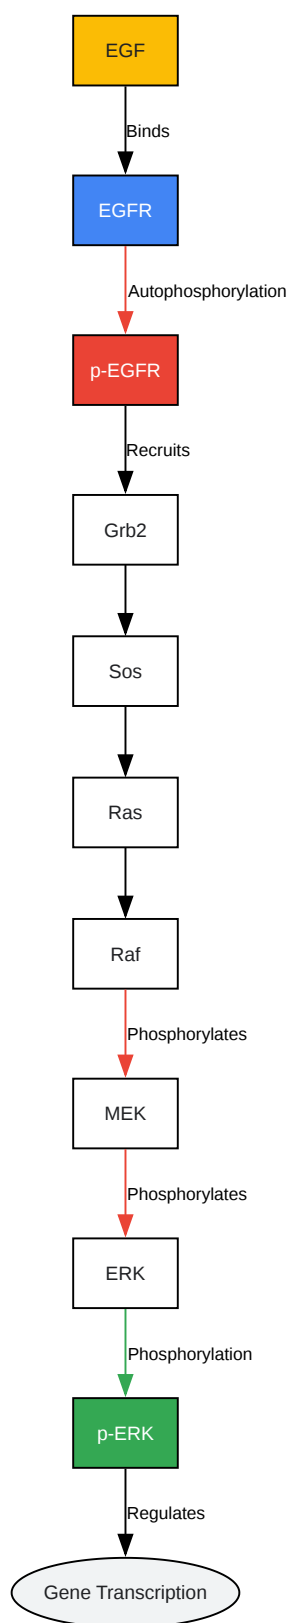 EGF
Binds
EGFR
Autophosphorylation
p-EGFR
Recruits
Grb2
Sos
Ras
Raf
Phosphorylates
MEK
Phosphorylates
ERK
Phosphorylation
p-ERK
Regulates
Gene Transcription